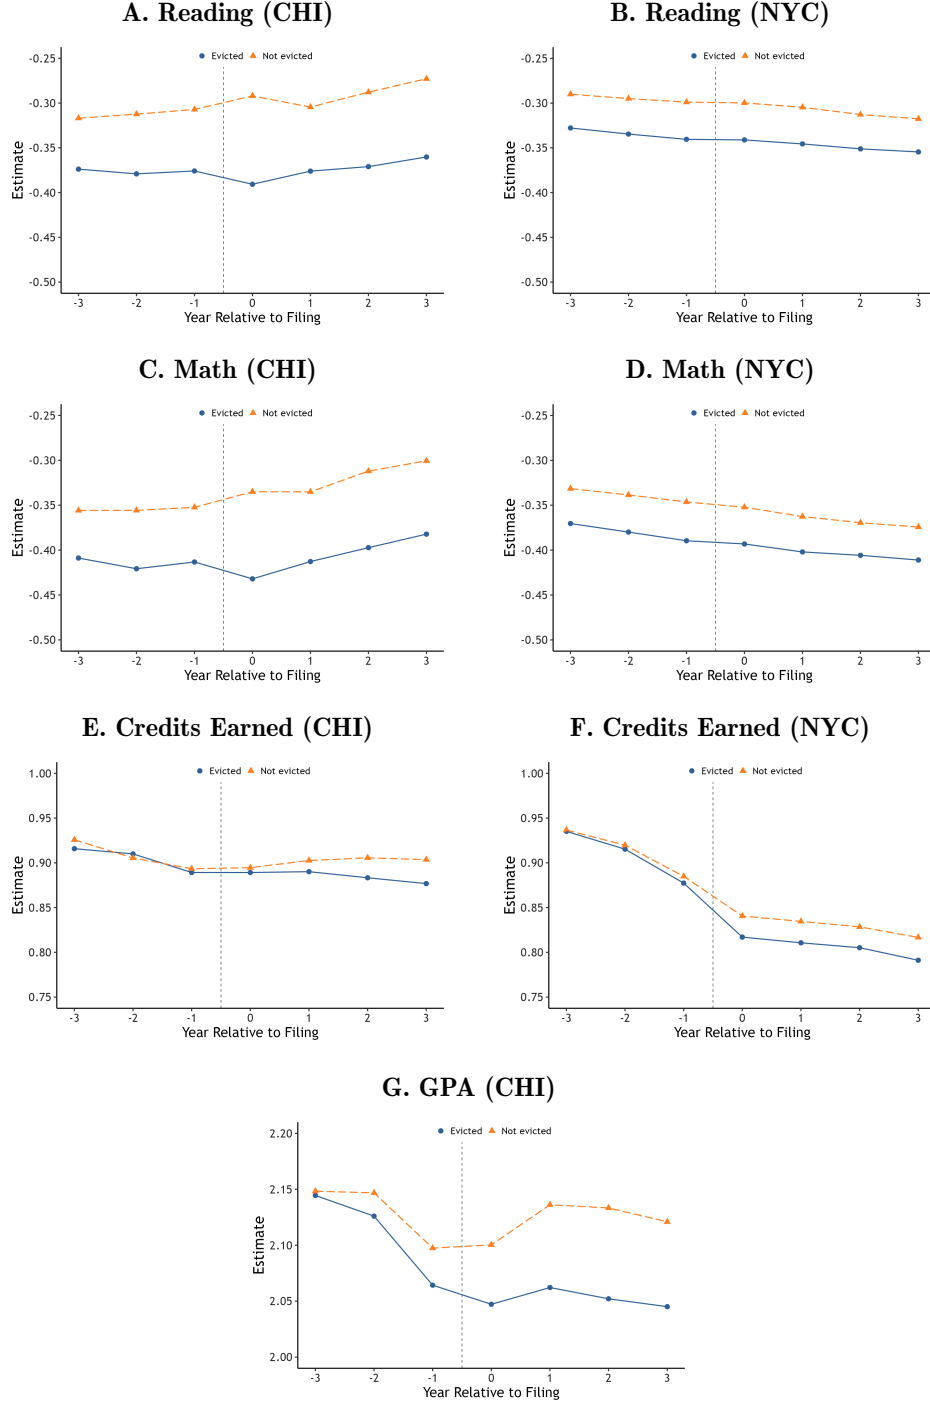 A. Reading (CHI)
Evicted Not evicted
-0.25
-0.30
-0.35
-0.40
-0.45
-0.50
Estimate
-3 -2 -1 0 1 2 3
Year Relative to Filing
B. Reading (NYC)
Evicted Not evicted
-0.25
-0.30
-0.35
-0.40
-0.45
-0.50
Estimate
-3 -2 -1 0 1 2 3
Year Relative to Filing
C. Math (CHI)
Evicted Not evicted
-0.25
-0.30
-0.35
-0.40
-0.45
-0.50
Estimate
-3 -2 -1 0 1 2 3
Year Relative to Filing
D. Math (NYC)
Evicted Not evicted
-0.25
-0.30
-0.35
-0.40
-0.45
-0.50
Estimate
-3 -2 -1 0 1 2 3
Year Relative to Filing
E. Credits Earned (CHI)
Evicted Not evicted
1.00
0.95
0.90
0.85
0.80
0.75
Estimate
-3 -2 -1 0 1 2 3
Year Relative to Filing
F. Credits Earned (NYC)
Evicted Not evicted
1.00
0.95
0.90
0.85
0.80
0.75
Estimate
-3 -2 -1 0 1 2 3
Year Relative to Filing
G. GPA (CHI)
Evicted Not evicted
2.20
2.15
2.10
2.05
2.00
Estimate
-3 -2 -1 0 1 2 3
Year Relative to Filing